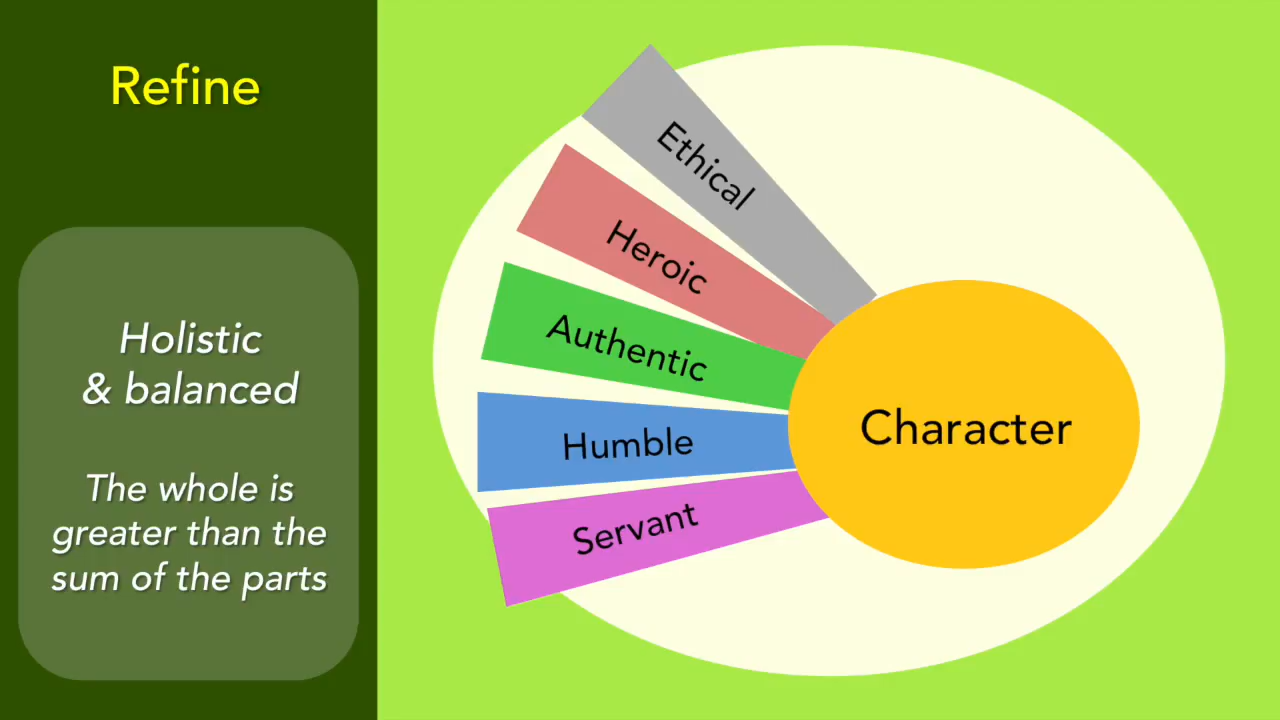 Refine
Holistic
& balanced
The whole is
greater than the
sum of the parts
Ethical
Heroic
Authentic
Humble
Servant
Character